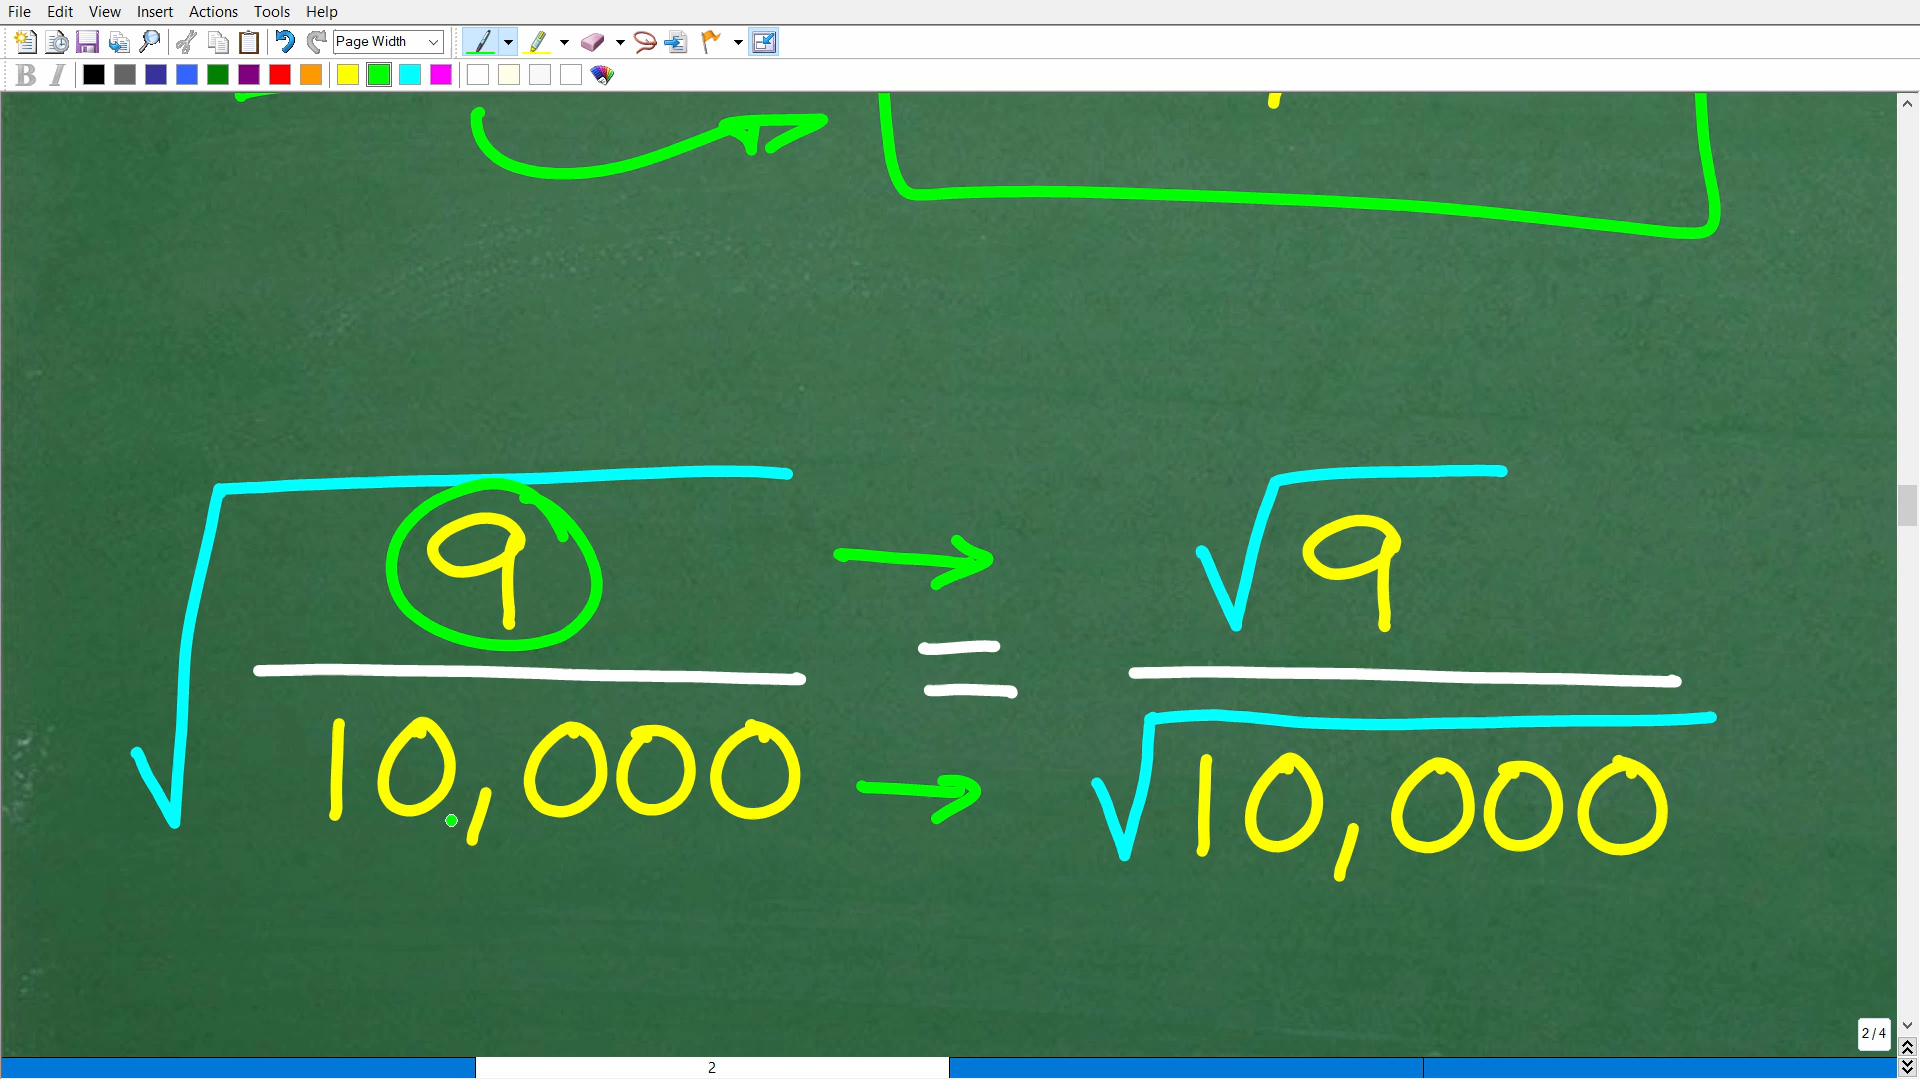 File Edit View Insert Actions Tools Help
Page Width
B I
√9/10,000 = √9/√10,000
2 / 4
2